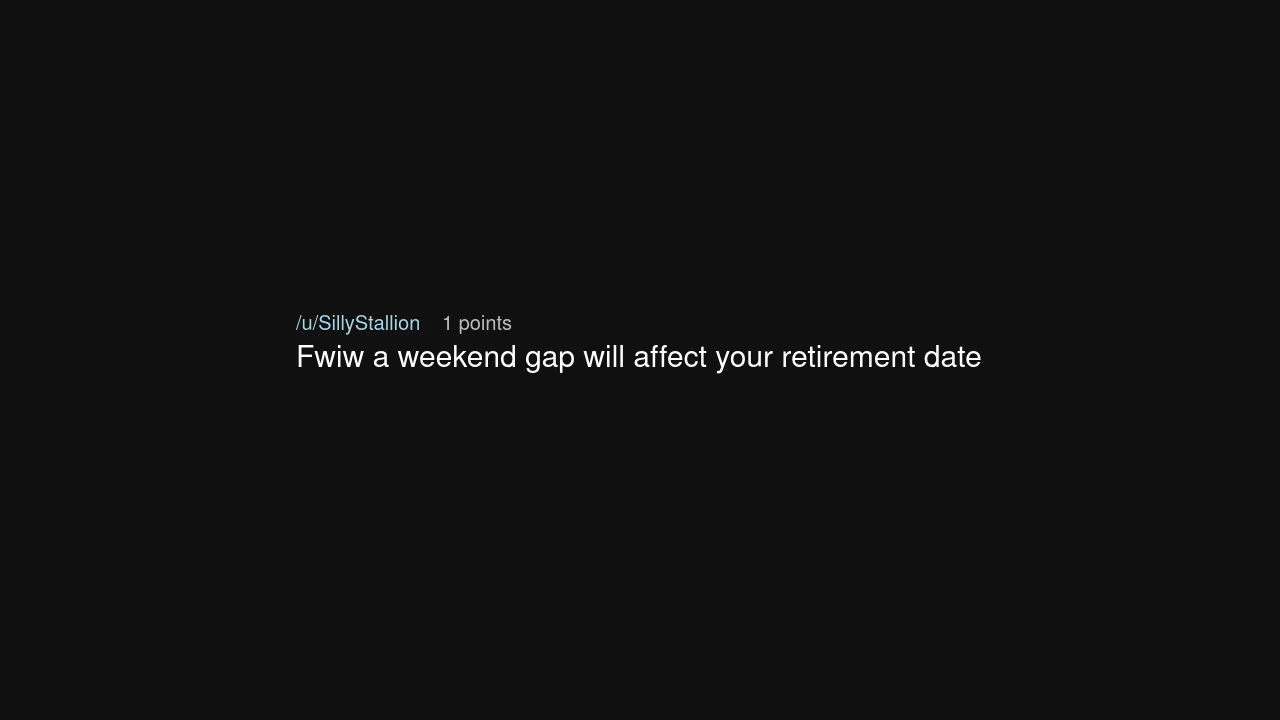 /u/SillyStallion 1 points
Fwiw a weekend gap will affect your retirement date